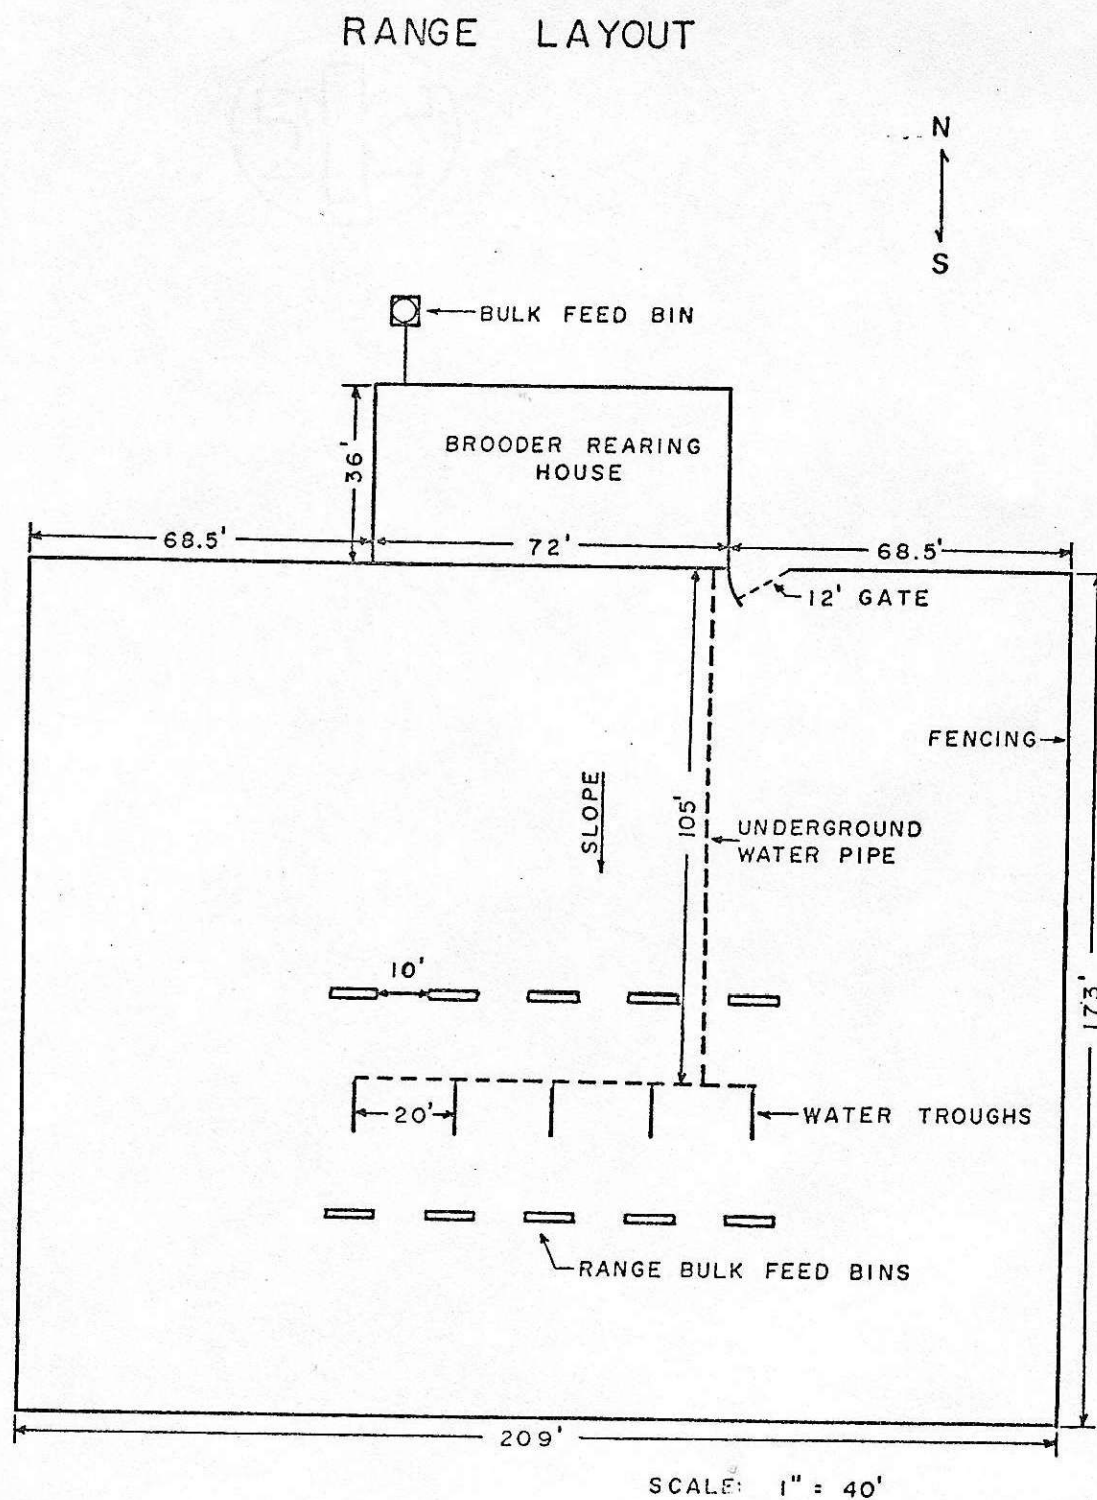 RANGE LAYOUT
N
S
BULK FEED BIN
BROODER REARING
HOUSE
36'
68.5'
72'
68.5'
12' GATE
FENCING
SLOPE
105'
UNDERGROUND
WATER PIPE
10'
173'
20'
WATER TROUGHS
RANGE BULK FEED BINS
209'
SCALE: 1" = 40'